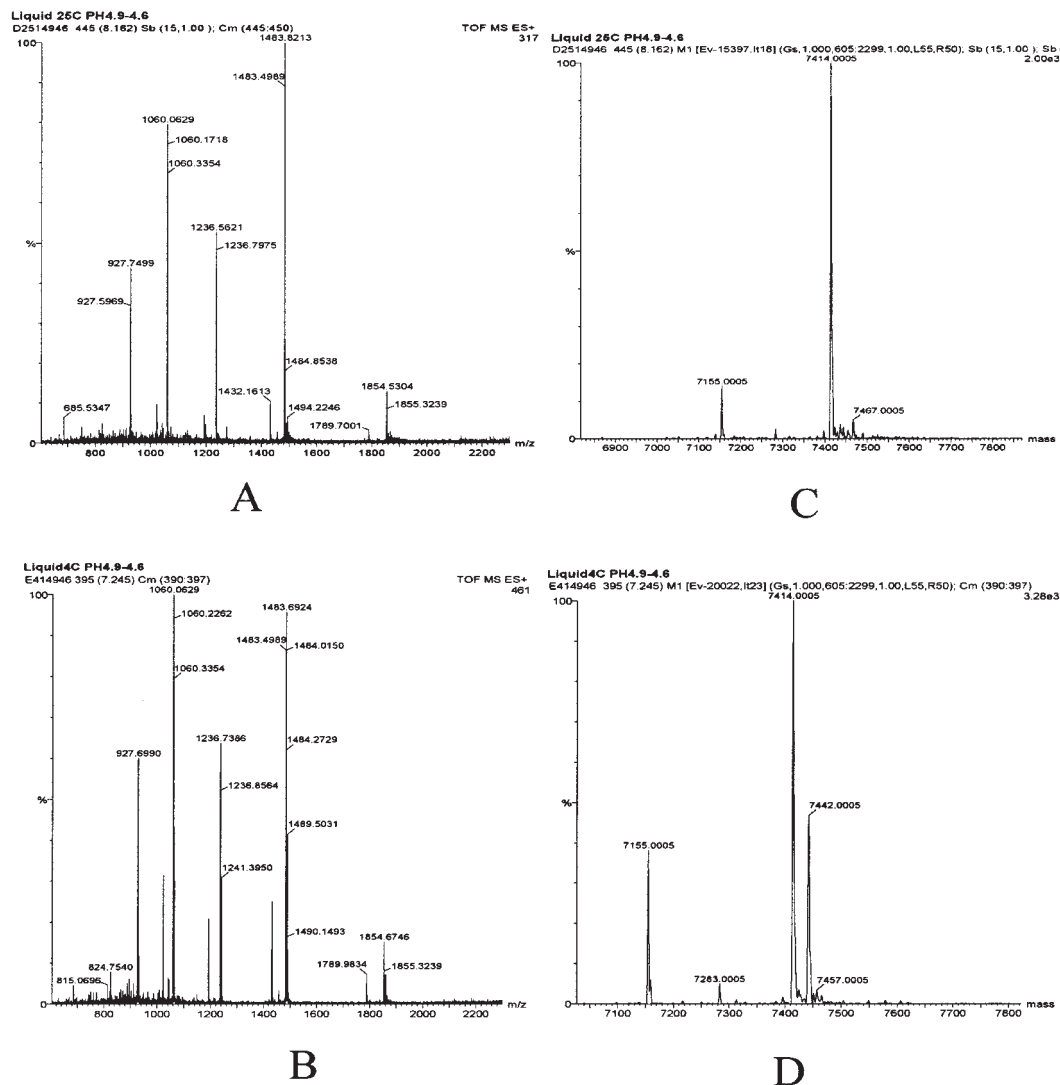 Liquid 25C PH4.9-4.6
D2514946 445 (8.162) Sb (15,1.00 ); Cm (445:450)
TOF MS ES+
317
1483.8213
1483.4989
1060.0629
1060.1718
1060.3354
1236.5621
1236.7975
927.7499
927.5969
1484.8538
1432.1613
1494.2246
685.5347
1789.7001
1854.5304
1855.3239
100
%
0
800 1000 1200 1400 1600 1800 2000 2200
m/z
A
Liquid 25C PH4.9-4.6
D2514946 445 (8.162) M1 [Ev-15397,It18] (Gs,1.000,605:2299,1.00,L55,R50); Sb (15,1.00 ); Sb
2.00e3
7414.0005
7155.0005
7467.0005
100
%
0
6900 7000 7100 7200 7300 7400 7500 7600 7700 7800
mass
C
Liquid4C PH4.9-4.6
E414946 395 (7.245) Cm (390:397)
TOF MS ES+
461
1060.0629
1060.2262
1060.3354
1483.6924
1483.4989
1484.0150
1484.2729
927.6990
1236.7386
1236.8564
1489.5031
1241.3950
1490.1493
815.0696
824.7540
1789.9834
1854.6746
1855.3239
100
%
0
800 1000 1200 1400 1600 1800 2000 2200
m/z
B
Liquid4C PH4.9-4.6
E414946 395 (7.245) M1 [Ev-20022,It23] (Gs,1.000,605:2299,1.00,L55,R50); Cm (390:397)
3.28e3
7414.0005
7442.0005
7155.0005
7283.0005
7457.0005
100
%
0
7100 7200 7300 7400 7500 7600 7700 7800
mass
D